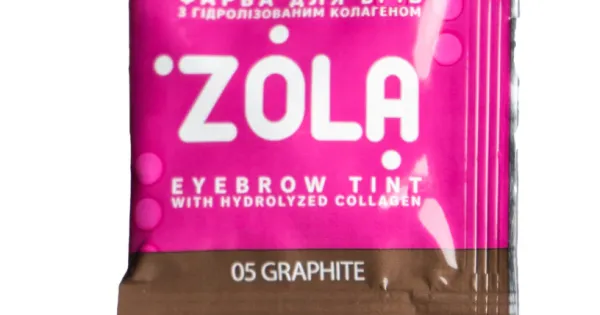 ФАРБА ДЛЯ БРІВ
З ГІДРОЛІЗОВАНИМ КОЛАГЕНОМ
ZOLA
EYEBROW TINT
WITH HYDROLYZED COLLAGEN
05 GRAPHITE